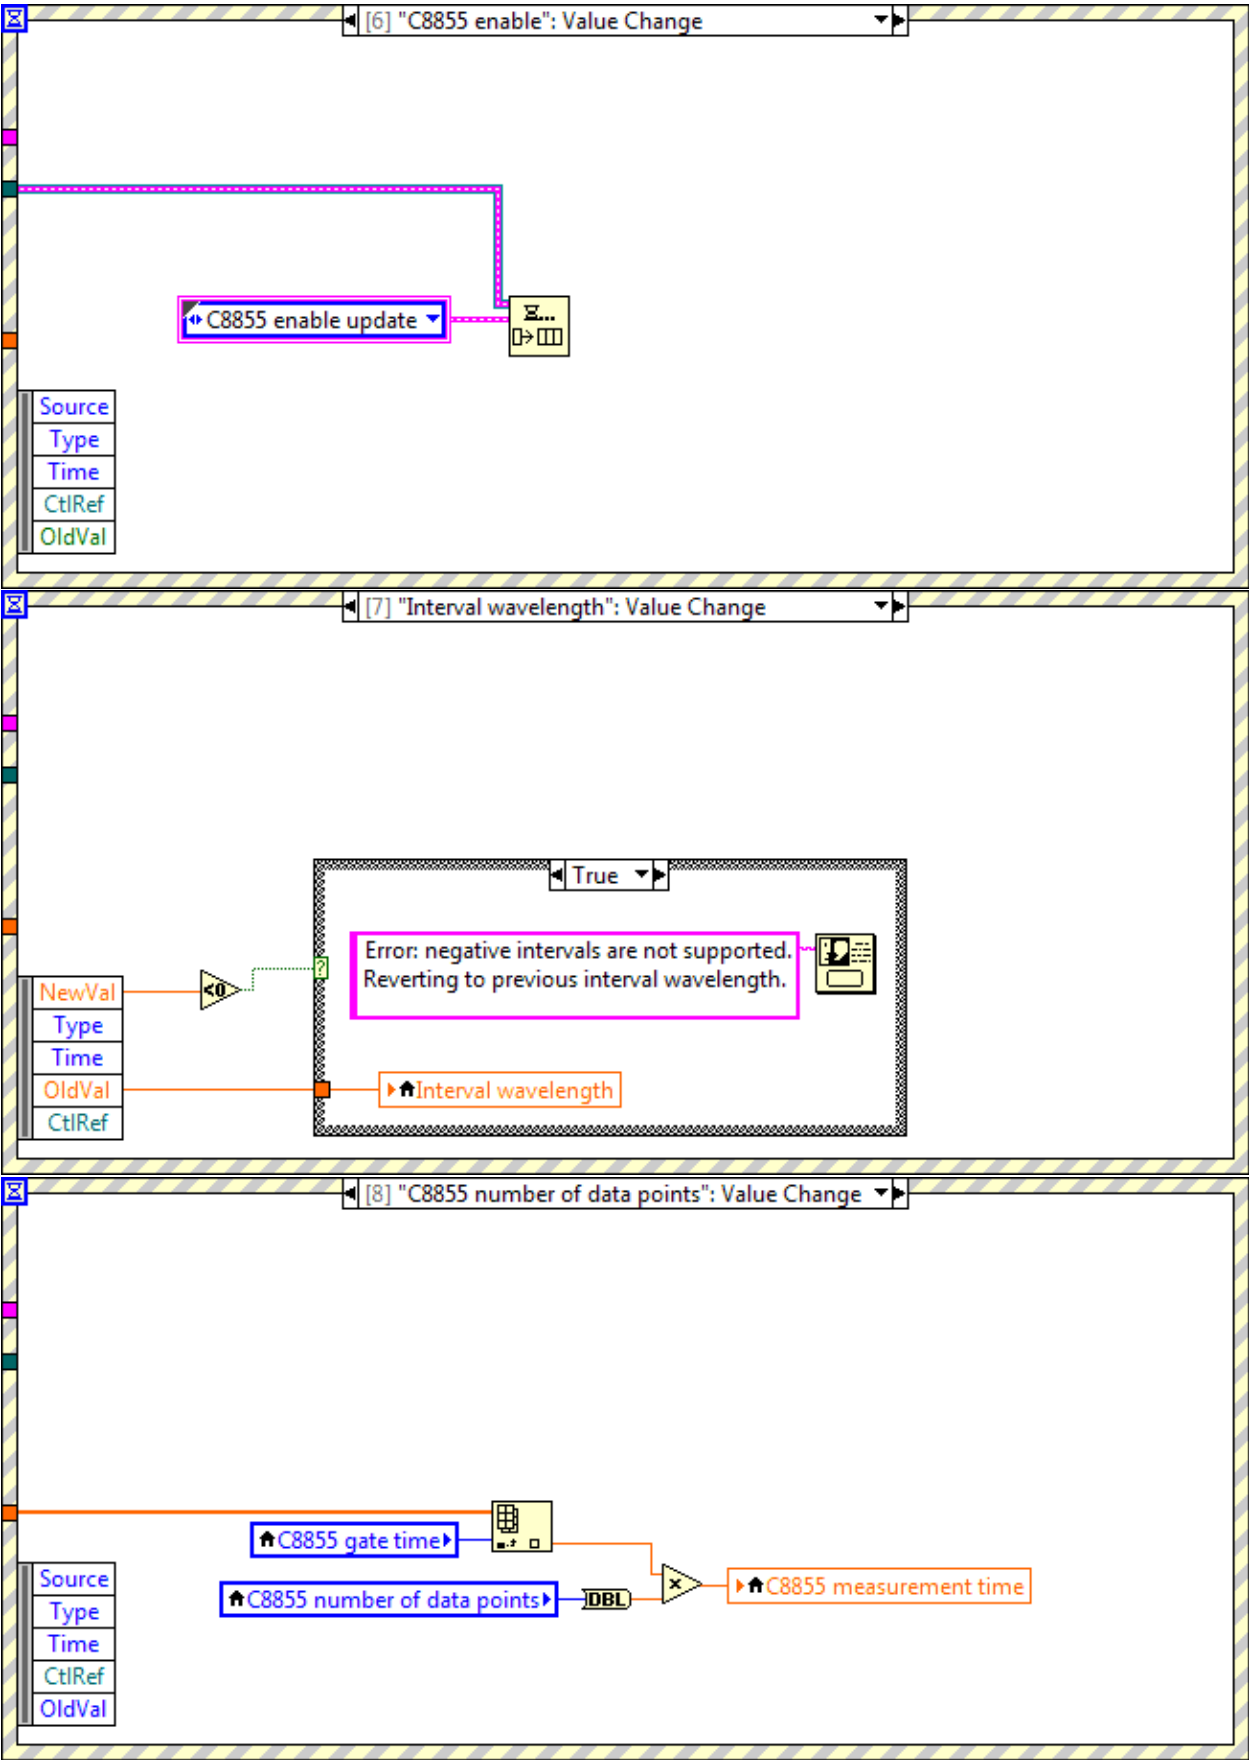 [6] "C8855 enable": Value Change
C8855 enable update
Source
Type
Time
CtlRef
OldVal
[7] "Interval wavelength": Value Change
True
Error: negative intervals are not supported.
Reverting to previous interval wavelength.
?
<0
NewVal
Type
Time
OldVal
CtlRef
Interval wavelength
[8] "C8855 number of data points": Value Change
C8855 gate time
C8855 number of data points
DBL
x
C8855 measurement time
Source
Type
Time
CtlRef
OldVal